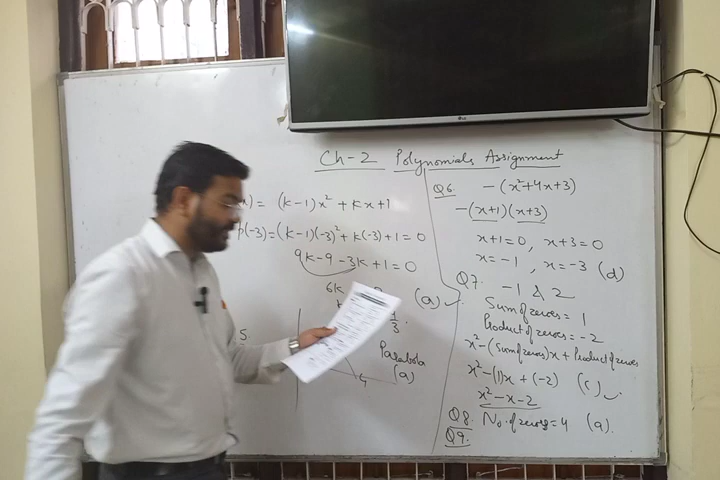 LG
Ch-2 Polynomials Assignment
x) = (k-1)x² + kx+1
p(-3)=(k-1)(-3)²+k(-3)+1=0
9k-9-3k+1=0
6k
(a)
3
5
Parabola
(a)
Q6. -(x²+4x+3)
-(x+1)(x+3)
x+1=0, x+3=0
x=-1, x=-3 (d)
Q7. -1 & 2
Sum of zeroes = 1
Product of zeroes = -2
x²-(Sum of zeroes)x + Product of zeroes
x²-(1)x + (-2) (c)
x²-x-2
Q8. No. of zeroes = 4 (a).
Q9.